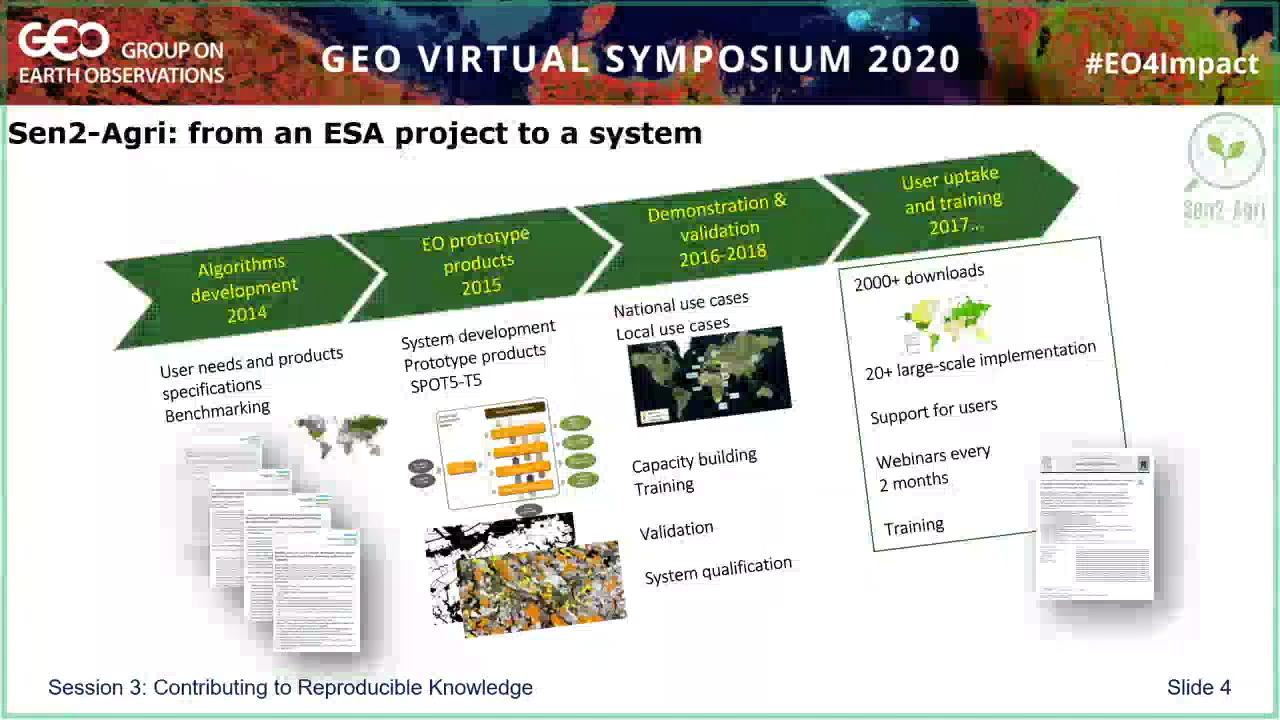 GEO GROUP ON
EARTH OBSERVATIONS
GEO VIRTUAL SYMPOSIUM 2020
#EO4Impact
Sen2-Agri: from an ESA project to a system
Sen2-Agri
Algorithms
development
2014
EO prototype
products
2015
Demonstration &
validation
2016-2018
User uptake
and training
2017…
User needs and products
specifications
Benchmarking
System development
Prototype products
SPOT5-T5
National use cases
Local use cases
Capacity building
Training
Validation
System qualification
2000+ downloads
20+ large-scale implementation
Support for users
Webinars every
2 months
Training
Session 3: Contributing to Reproducible Knowledge
Slide 4